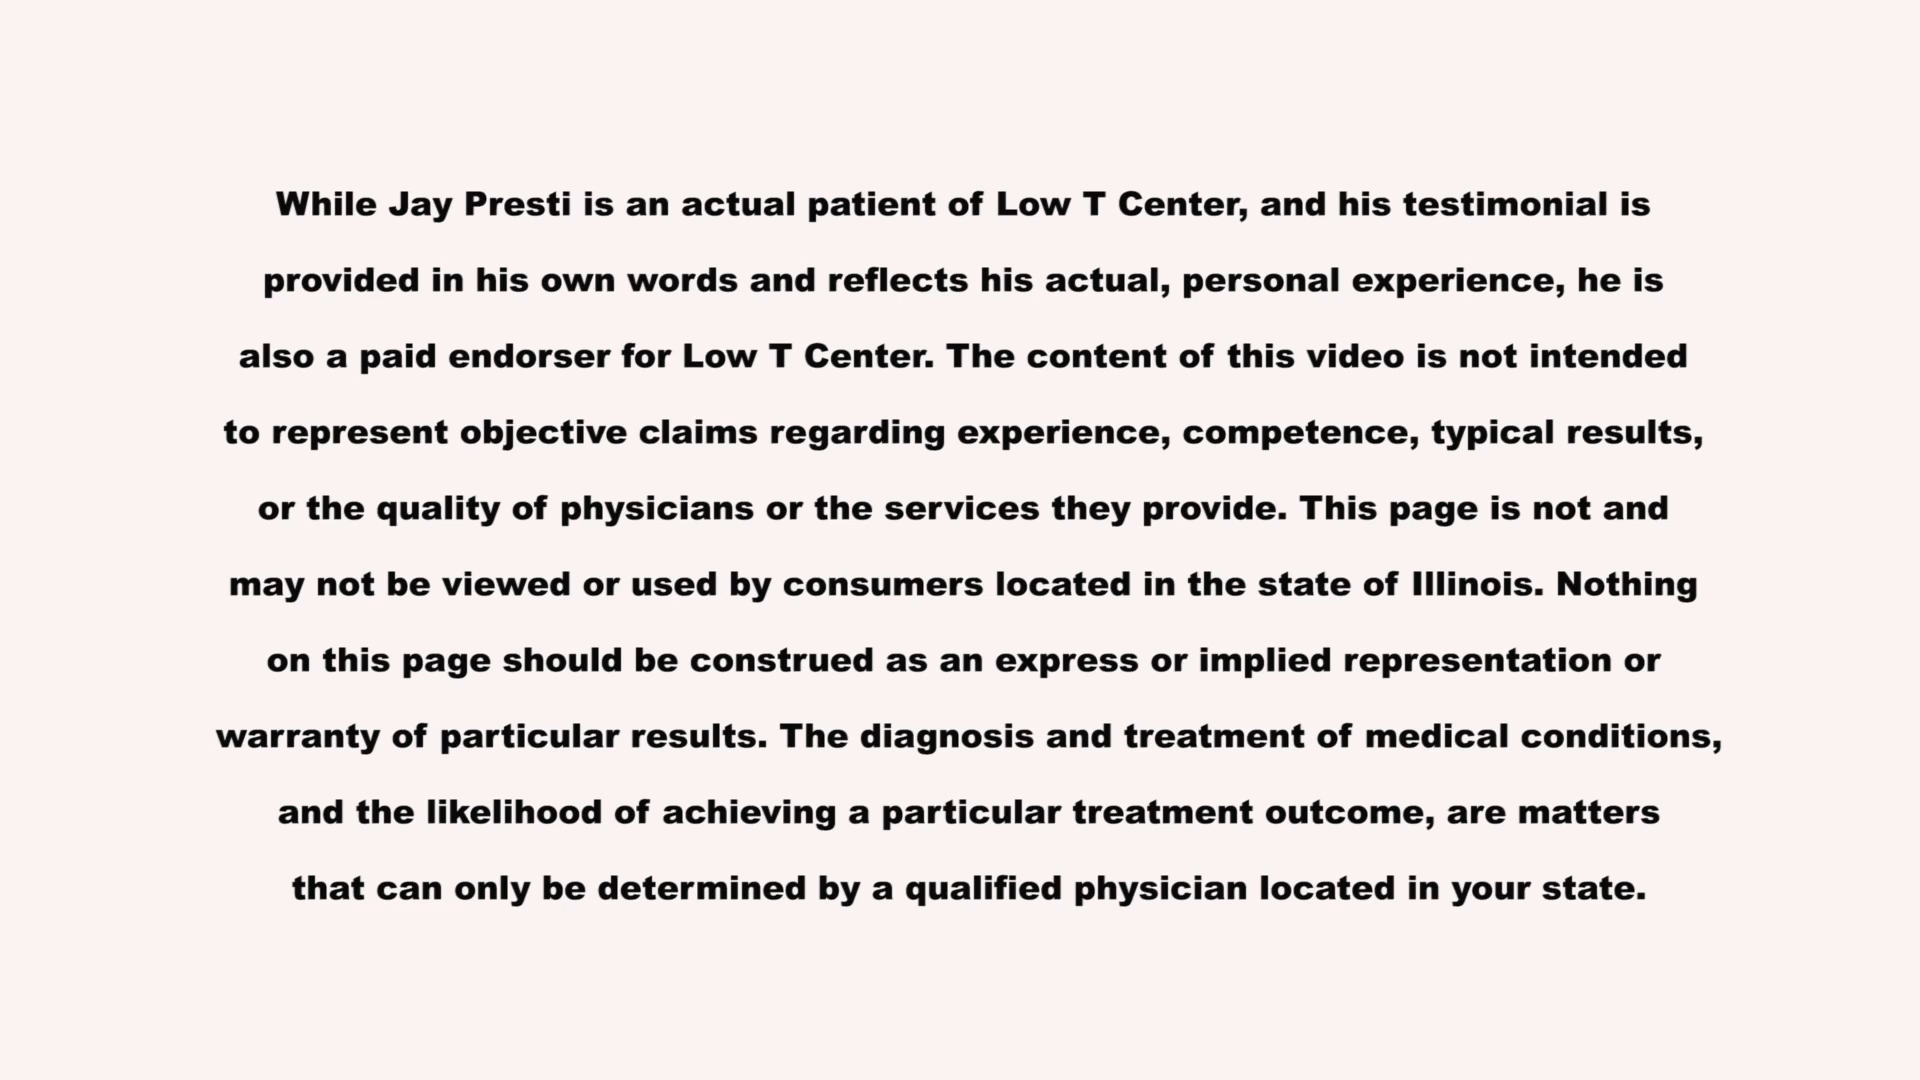 While Jay Presti is an actual patient of Low T Center, and his testimonial is
provided in his own words and reflects his actual, personal experience, he is
also a paid endorser for Low T Center. The content of this video is not intended
to represent objective claims regarding experience, competence, typical results,
or the quality of physicians or the services they provide. This page is not and
may not be viewed or used by consumers located in the state of Illinois. Nothing
on this page should be construed as an express or implied representation or
warranty of particular results. The diagnosis and treatment of medical conditions,
and the likelihood of achieving a particular treatment outcome, are matters
that can only be determined by a qualified physician located in your state.